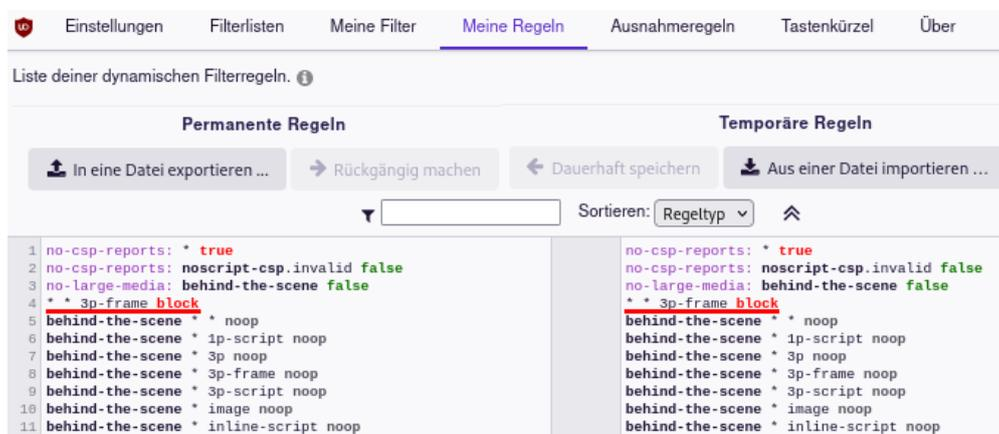 Einstellungen Filterlisten Meine Filter Meine Regeln Ausnahmeregeln Tastenkürzel Über
Liste deiner dynamischen Filterregeln.
Permanente Regeln Temporäre Regeln
In eine Datei exportieren ... Rückgängig machen Dauerhaft speichern Aus einer Datei importieren ...
Sortieren: Regeltyp
1 no-csp-reports: * true no-csp-reports: * true
2 no-csp-reports: noscript-csp.invalid false no-csp-reports: noscript-csp.invalid false
3 no-large-media: behind-the-scene false no-large-media: behind-the-scene false
4 * * 3p-frame block * * 3p-frame block
5 behind-the-scene * * noop behind-the-scene * * noop
6 behind-the-scene * 1p-script noop behind-the-scene * 1p-script noop
7 behind-the-scene * 3p noop behind-the-scene * 3p noop
8 behind-the-scene * 3p-frame noop behind-the-scene * 3p-frame noop
9 behind-the-scene * 3p-script noop behind-the-scene * 3p-script noop
10 behind-the-scene * image noop behind-the-scene * image noop
11 behind-the-scene * inline-script noop behind-the-scene * inline-script noop